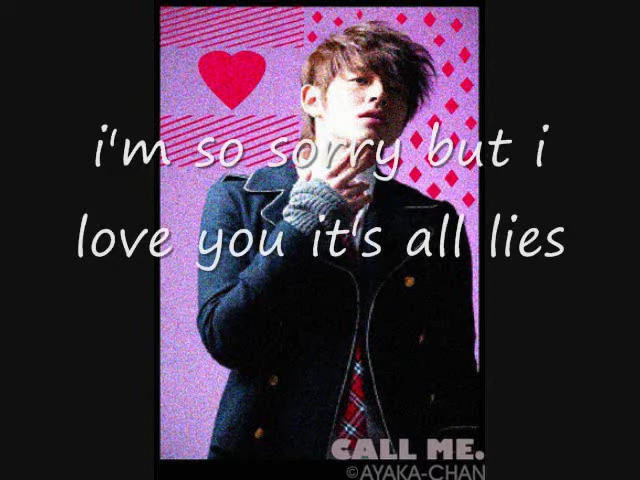 i'm so sorry but i
love you it's all lies
CALL ME.
©AYAKA-CHAN